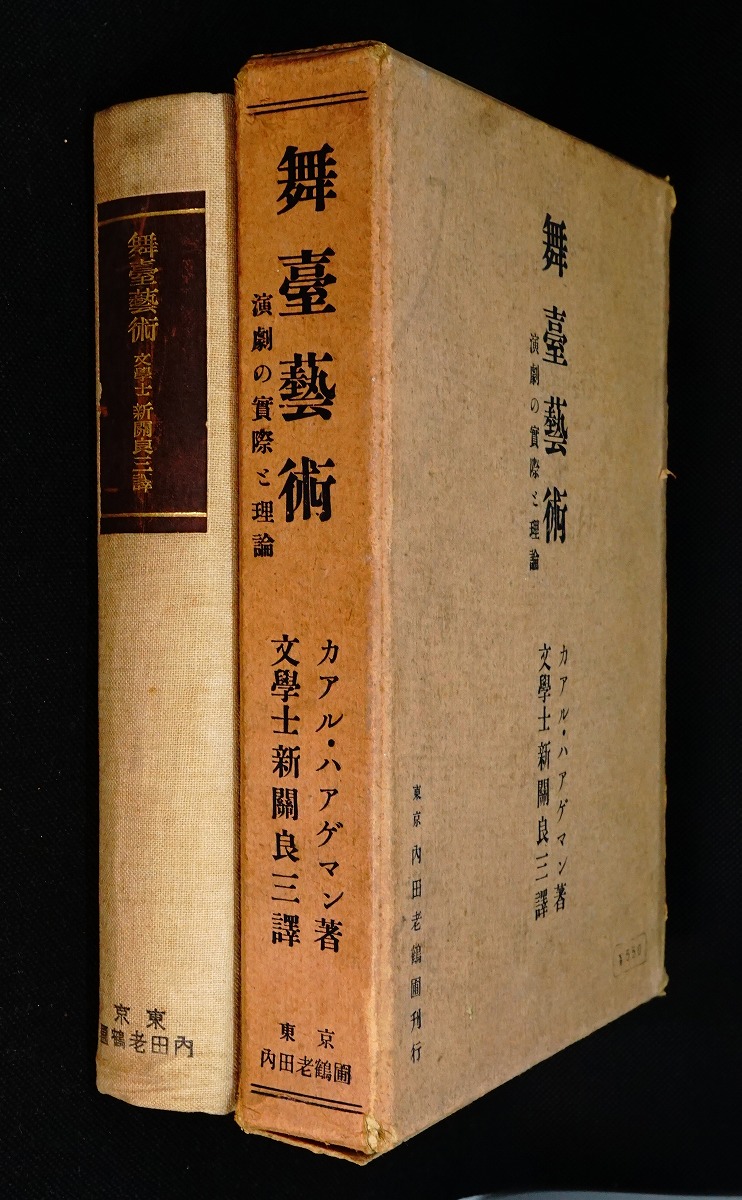 舞臺藝術
文學士 新關良三譯
東京
内田老鶴圃
舞臺藝術
演劇の實際と理論
カアル・ハアゲマン著
文學士新關良三譯
東京
内田老鶴圃
舞臺藝術
演劇の實際と理論
カアル・ハアゲマン著
文學士新關良三譯
東京 内田老鶴圃刊行
¥550